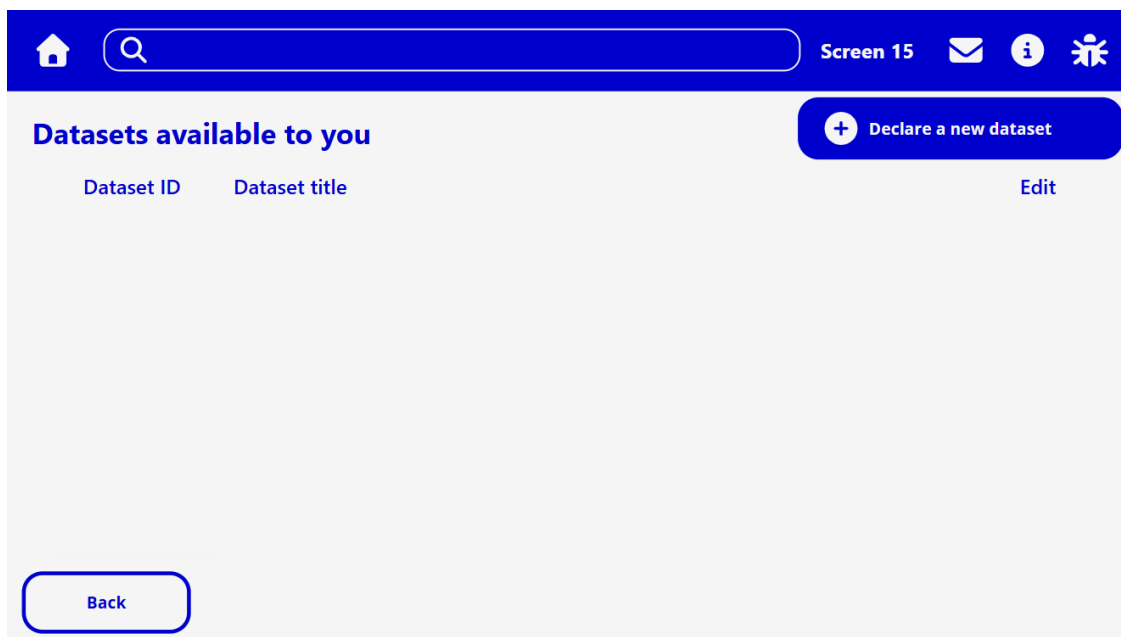 Screen 15
Datasets available to you
Declare a new dataset
Dataset ID Dataset title Edit
Back